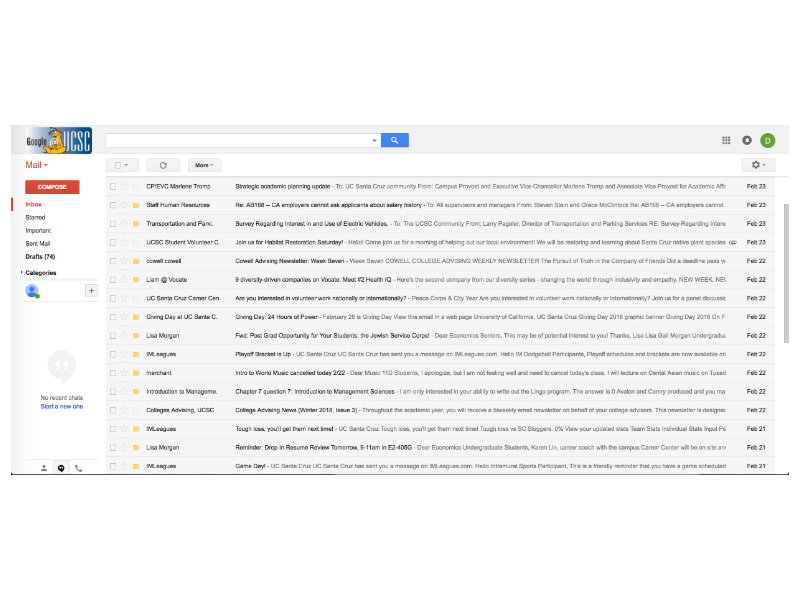 Google @ UCSC
D
Mail
More
COMPOSE
Inbox
Starred
Important
Sent Mail
Drafts (74)
Categories
+
No recent chats
Start a new one
CP/EVC Marlene Tromp Strategic academic planning update - To: UC Santa Cruz community From: Campus Provost and Executive Vice Chancellor Marlene Tromp and Associate Vice Provost for Academic Affa Feb 23
Staff Human Resources Re: AB168 -- CA employers cannot ask applicants about salary history - To: All supervisors and managers From: Steven Stein and Grace McClintock Re: AB168 -- CA employers cannot Feb 23
Transportation and Parki. Survey Regarding Interest in and Use of Electric Vehicles, - To: The UCSC Community From: Larry Pageler, Director of Transportation and Parking Services RE: Survey Regarding Intere Feb 23
UCSC Student Volunteer C. Join us for Habitat Restoration Saturday! - Hello! Come join us for a morning of helping out our local environment! We will be restoring and learning about Santa Cruz native plant species Feb 23
cowell cowell Cowell Advising Newsletter: Week Seven - Week Seven COWELL COLLEGE ADVISING WEEKLY NEWSLETTER The Pursuit of Truth in the Company of Friends Did a deadline pass yo Feb 22
Liam @ Vocate 9 diversity-driven companies on Vocate: Meet #2 Health IQ - Here's the second company from our diversity series - changing the world through inclusivity and empathy. NEW WEEK, NEW Feb 22
UC Santa Cruz Career Cen. Are you interested in volunteer work nationally or internationally? - Peace Corps & City Year Are you interested in volunteer work nationally or internationally? Join us for a panel discussi Feb 22
Giving Day at UC Santa C. Giving Day: 24 Hours of Power - February 28 is Giving Day View this email in a web page University of California, UC Santa Cruz Giving Day 2018 graphic banner Giving Day 2018 On F Feb 22
Lisa Morgan Fwd: Post Grad Opportunity for Your Students: the Jewish Service Corps! - Dear Economics Seniors, This may be of potential interest to you! Thanks, Lisa Lisa Gail Morgan Undergradu Feb 22
IMLeagues Playoff Bracket is Up - UC Santa Cruz UC Santa Cruz has sent you a message on IMLeagues.com. Hello IM Dodgeball Participants, Playoff schedules and brackets are now available on Feb 22
merchant Intro to World Music cancelled today 2/22 - Dear Music 11D Students, I apologize, but I am not feeling well and need to cancel today's class. I will lecture on Cental Asian music on Tuesd Feb 22
Introduction to Manageme. Chapter 7 question 7: Introduction to Management Sciences - I am only interested in your ability to write out the Lingo program. The answer is 0 Avalon and Camry produced and you ma Feb 22
Colleges Advising, UCSC College Advising News (Winter 2018, Issue 3) - Throughout the academic year, you will receive a biweekly email newsletter on behalf of your college advisers. This newsletter is designed Feb 22
IMLeagues Tough loss, you'll get them next time! - UC Santa Cruz Tough loss, you'll get them next time! Tough loss vs SC Sluggers. 0% View your updated stats Team Stats Individual Stats Input Pe Feb 21
Lisa Morgan Reminder: Drop In Resume Review Tomorrow, 9-11am in E2-405G - Dear Economics Undergraduate Students, Karen Lin, career coach with the campus Career Center will be on site an Feb 21
IMLeagues Game Day! - UC Santa Cruz UC Santa Cruz has sent you a message on IMLeagues.com. Hello Intramural Sports Participant, This is a friendly reminder that you have a game scheduled Feb 21